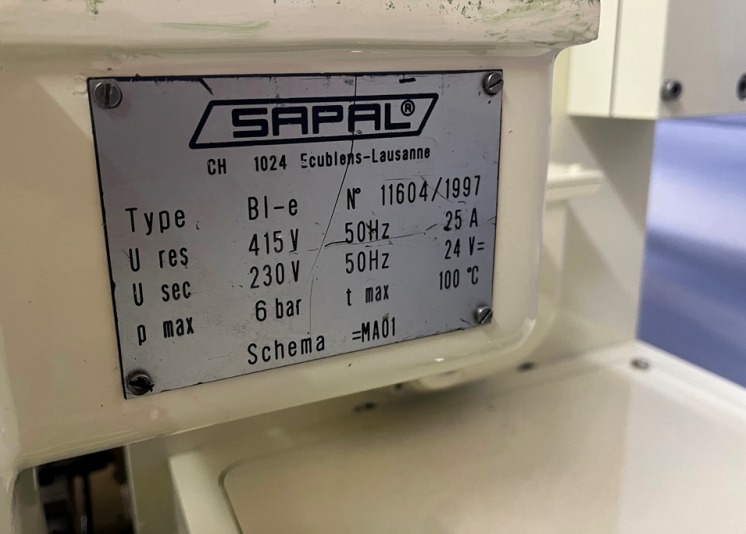 SAPAL®
CH 1024 Ecublens-Lausanne
Type BI-e N° 11604/1997
U res 415 V 50Hz 25 A
U sec 230 V 50Hz 24 V=
p max 6 bar t max 100 °C
Schema =MA01